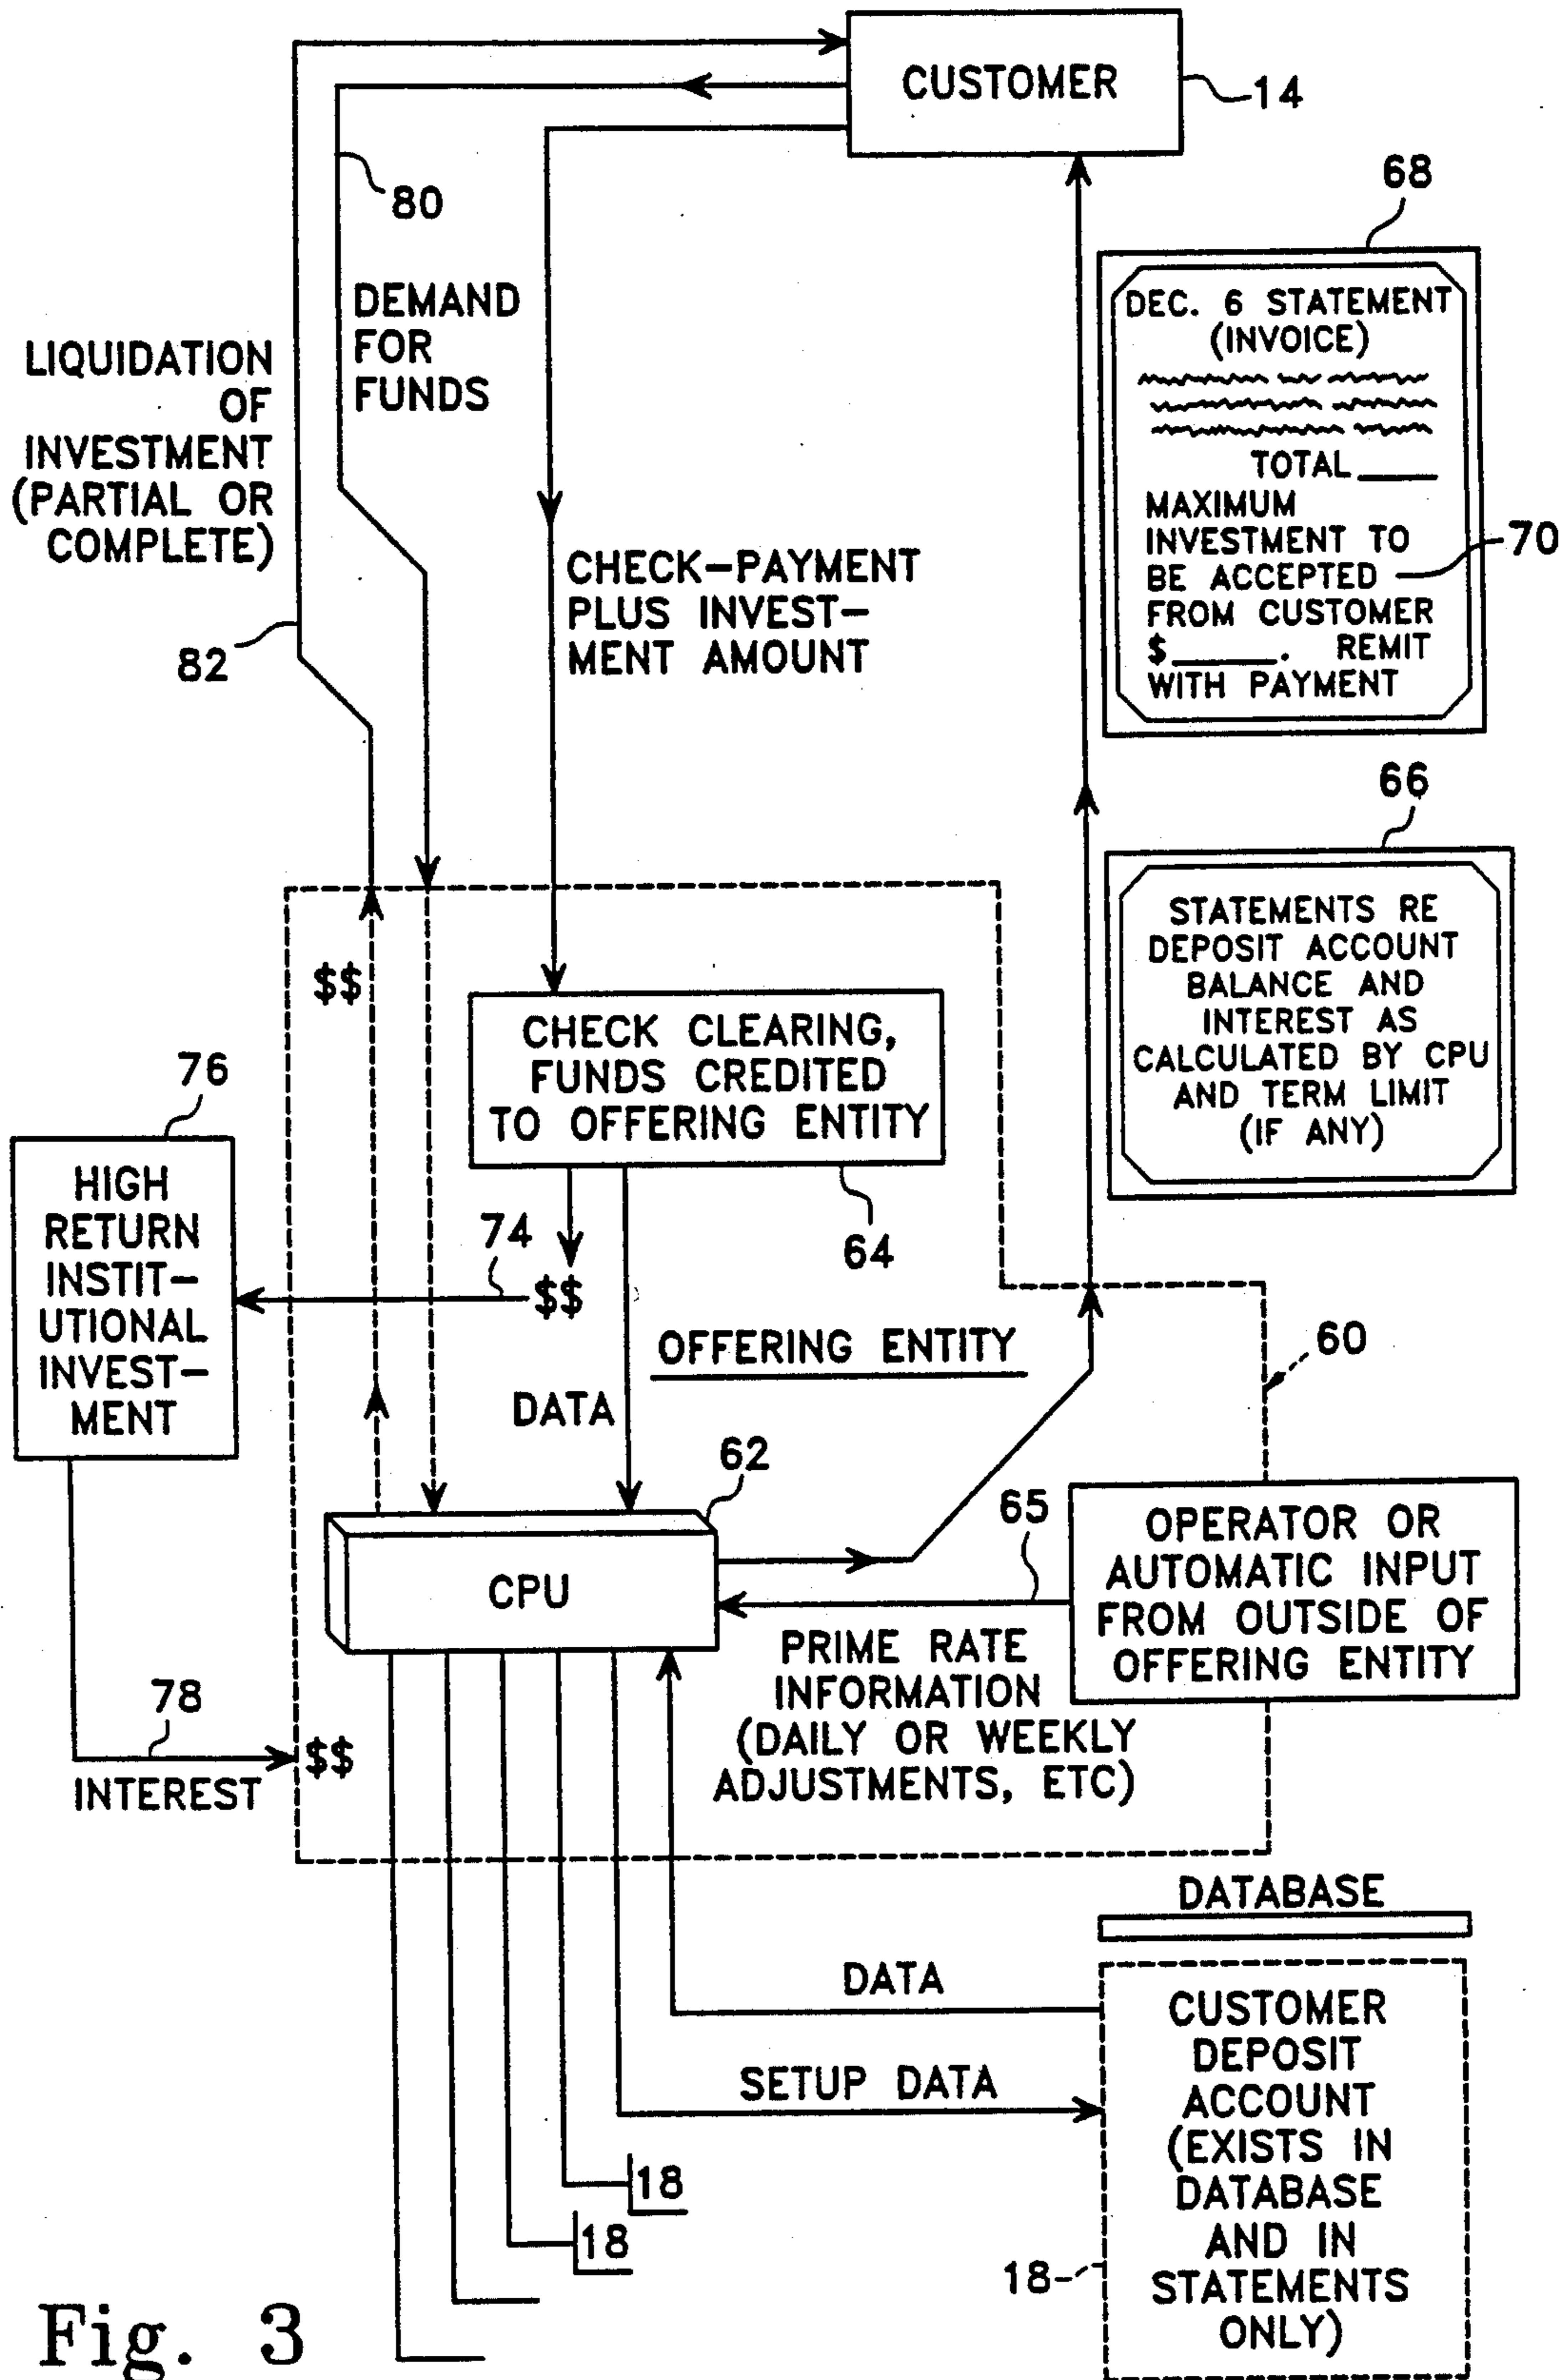 CUSTOMER
14
80
DEMAND
FOR
FUNDS
LIQUIDATION
OF
INVESTMENT
(PARTIAL OR
COMPLETE)
82
CHECK-PAYMENT
PLUS INVEST-
MENT AMOUNT
68
DEC. 6 STATEMENT
(INVOICE)
TOTAL ____
MAXIMUM
INVESTMENT TO
BE ACCEPTED
FROM CUSTOMER
$_____. REMIT
WITH PAYMENT
70
66
STATEMENTS RE
DEPOSIT ACCOUNT
BALANCE AND
INTEREST AS
CALCULATED BY CPU
AND TERM LIMIT
(IF ANY)
$$
CHECK CLEARING,
FUNDS CREDITED
TO OFFERING ENTITY
64
76
HIGH
RETURN
INSTIT-
UTIONAL
INVEST-
MENT
74
$$
OFFERING ENTITY
60
DATA
62
CPU
65
OPERATOR OR
AUTOMATIC INPUT
FROM OUTSIDE OF
OFFERING ENTITY
PRIME RATE
INFORMATION
(DAILY OR WEEKLY
ADJUSTMENTS, ETC)
78
INTEREST
$$
DATABASE
DATA
SETUP DATA
CUSTOMER
DEPOSIT
ACCOUNT
(EXISTS IN
DATABASE
AND IN
STATEMENTS
ONLY)
18
18
18
Fig. 3